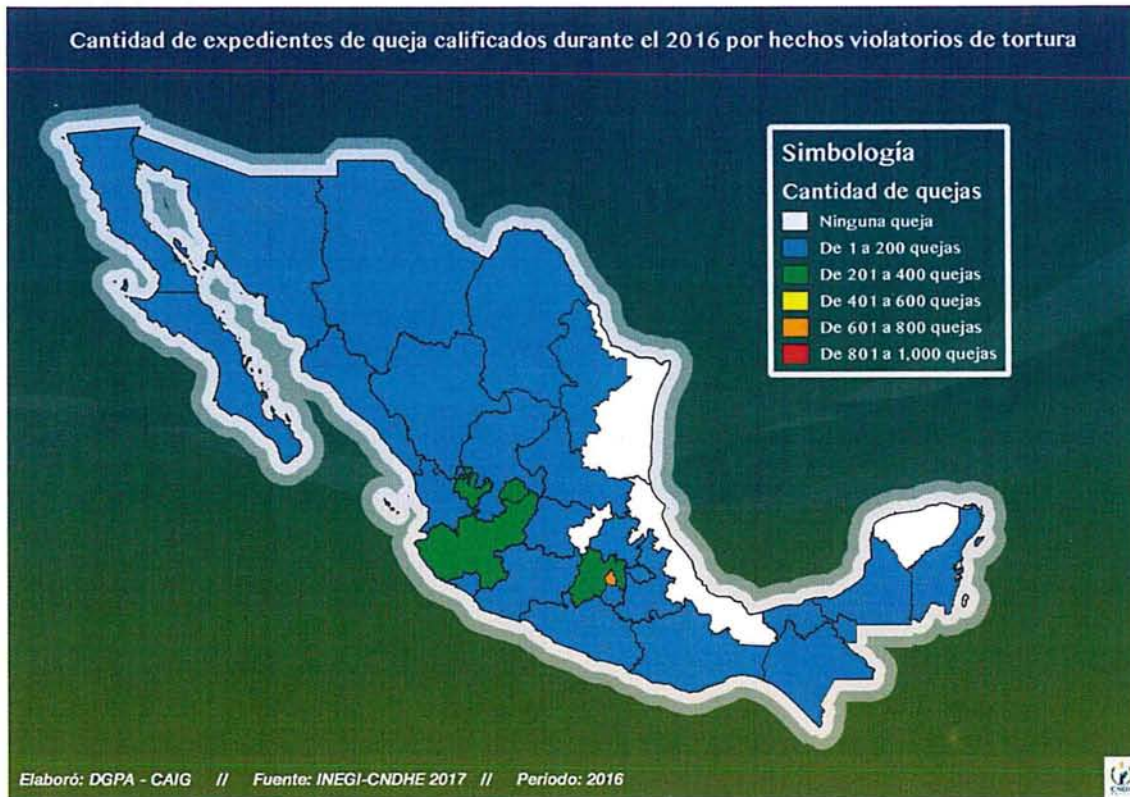 Cantidad de expedientes de queja calificados durante el 2016 por hechos violatorios de tortura
Simbología
Cantidad de quejas
Ninguna queja
De 1 a 200 quejas
De 201 a 400 quejas
De 401 a 600 quejas
De 601 a 800 quejas
De 801 a 1,000 quejas
Elaboró: DGPA - CAIG // Fuente: INEGI-CNDHE 2017 // Periodo: 2016